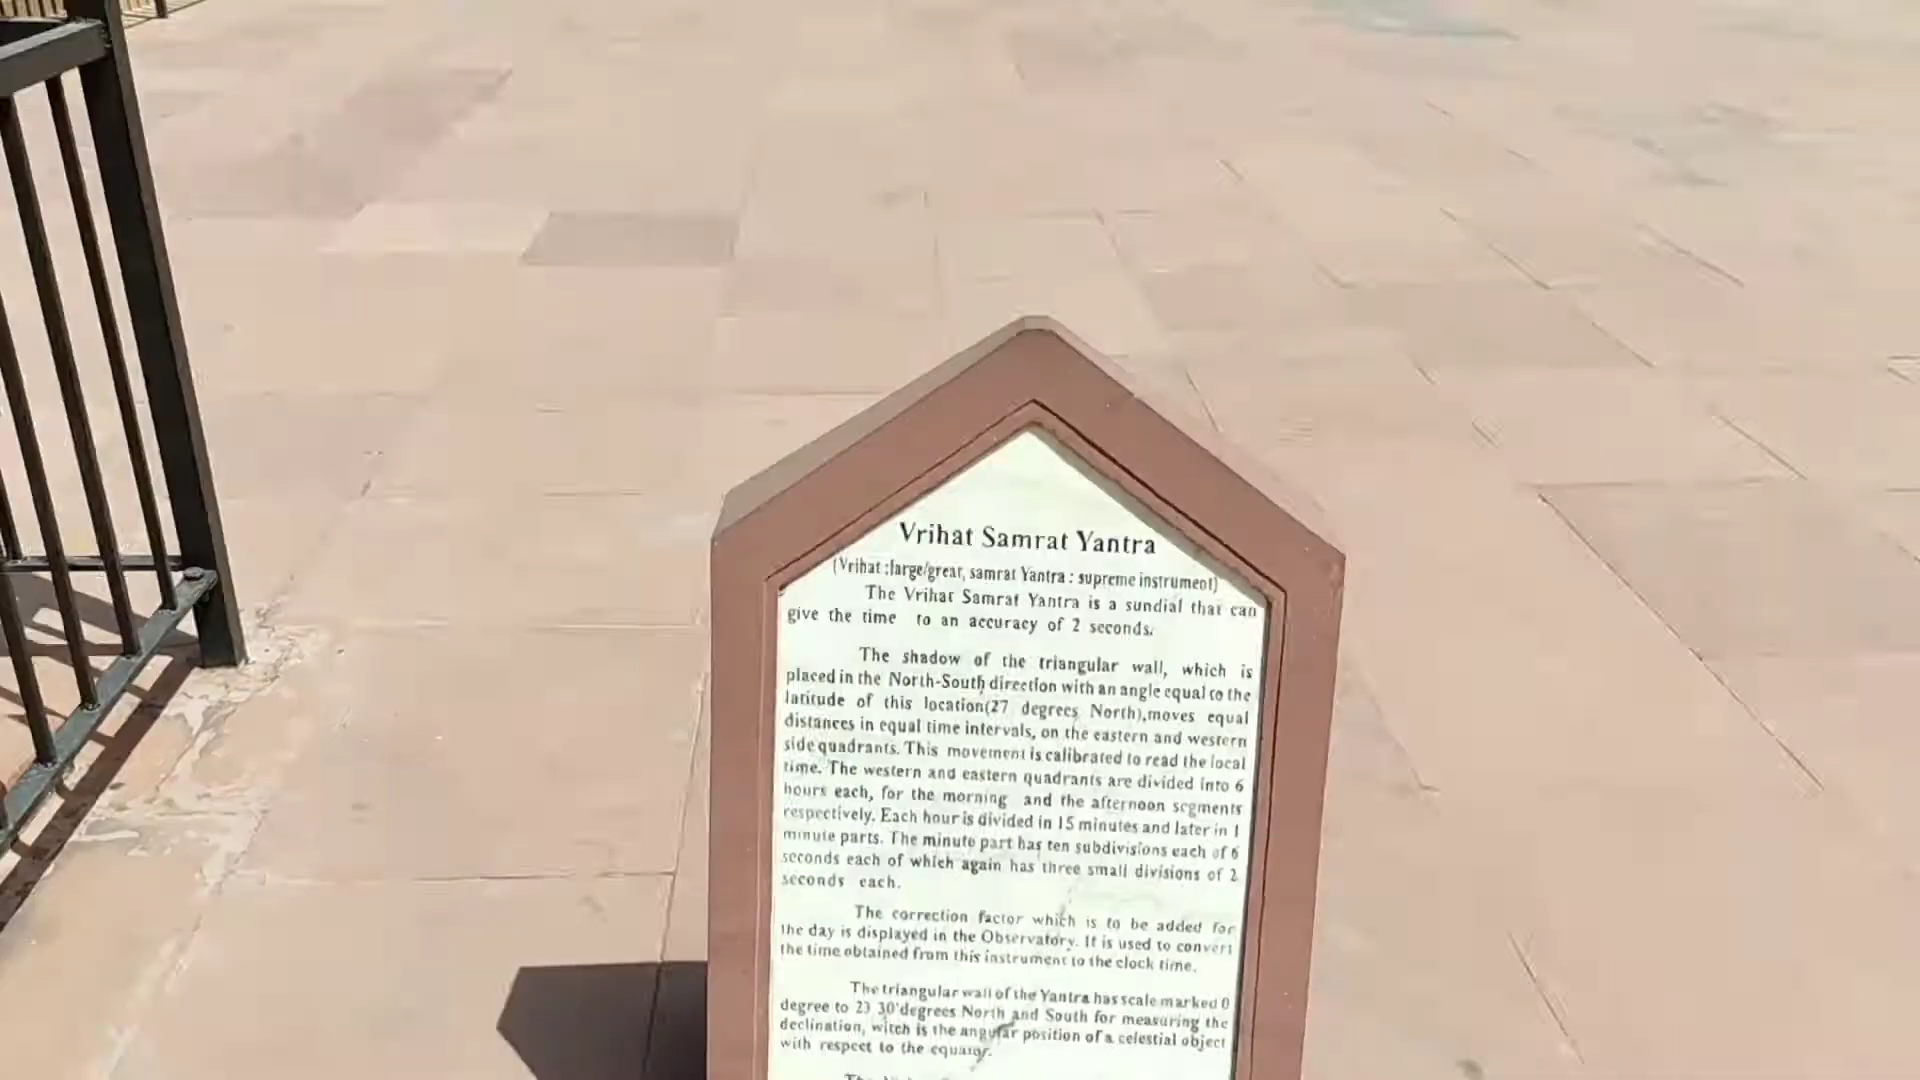 Vrihat Samrat Yantra
(Vrihat :large/great, samrat Yantra : supreme instrument)
The Vrihat Samrat Yantra is a sundial that can
give the time to an accuracy of 2 seconds.
The shadow of the triangular wall, which is
placed in the North-South direction with an angle equal to the
latitude of this location(27 degrees North),moves equal
distances in equal time intervals, on the eastern and western
side quadrants. This movement is calibrated to read the local
time. The western and eastern quadrants are divided into 6
hours each, for the morning and the afternoon segments
respectively. Each hour is divided in 15 minutes and later in 1
minute parts. The minute part has ten subdivisions each of 6
seconds each of which again has three small divisions of 2
seconds each.
The correction factor which is to be added for
the day is displayed in the Observatory. It is used to convert
the time obtained from this instrument to the clock time.
The triangular wall of the Yantra has scale marked 0
degree to 23 30'degrees North and South for measuring the
declination, witch is the angular position of a celestial object
with respect to the equator.